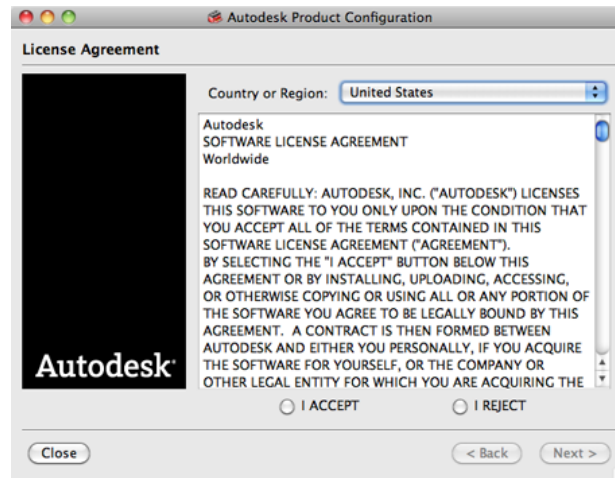 Autodesk Product Configuration
License Agreement
Country or Region: United States
Autodesk
SOFTWARE LICENSE AGREEMENT
Worldwide
READ CAREFULLY: AUTODESK, INC. ("AUTODESK") LICENSES
THIS SOFTWARE TO YOU ONLY UPON THE CONDITION THAT
YOU ACCEPT ALL OF THE TERMS CONTAINED IN THIS
SOFTWARE LICENSE AGREEMENT ("AGREEMENT").
BY SELECTING THE "I ACCEPT" BUTTON BELOW THIS
AGREEMENT OR BY INSTALLING, UPLOADING, ACCESSING,
OR OTHERWISE COPYING OR USING ALL OR ANY PORTION OF
THE SOFTWARE YOU AGREE TO BE LEGALLY BOUND BY THIS
AGREEMENT. A CONTRACT IS THEN FORMED BETWEEN
AUTODESK AND EITHER YOU PERSONALLY, IF YOU ACQUIRE
THE SOFTWARE FOR YOURSELF, OR THE COMPANY OR
OTHER LEGAL ENTITY FOR WHICH YOU ARE ACQUIRING THE
Autodesk
I ACCEPT
I REJECT
Close
< Back
Next >